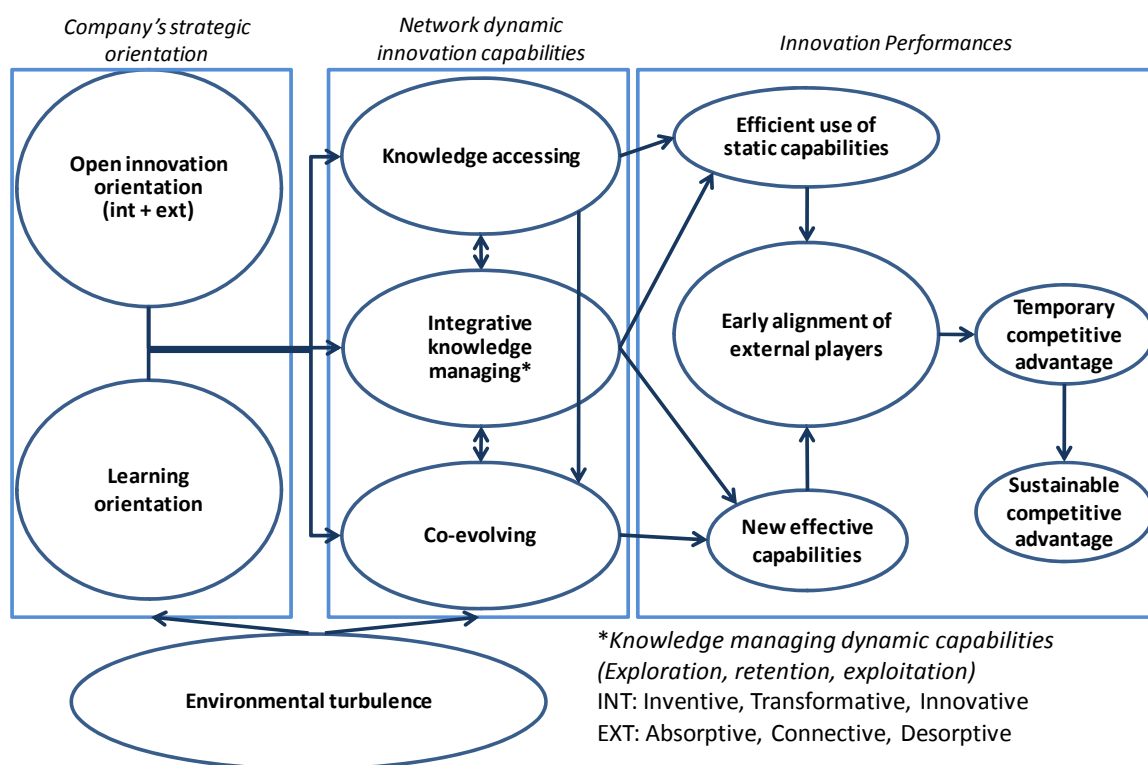 Company's strategic
orientation
Network dynamic
innovation capabilities
Innovation Performances
Open innovation
orientation
(int + ext)
Learning
orientation
Knowledge accessing
Integrative
knowledge
managing*
Co-evolving
Efficient use of
static capabilities
Early alignment of
external players
New effective
capabilities
Temporary
competitive
advantage
Sustainable
competitive
advantage
Environmental turbulence
*Knowledge managing dynamic capabilities
(Exploration, retention, exploitation)
INT: Inventive, Transformative, Innovative
EXT: Absorptive, Connective, Desorptive